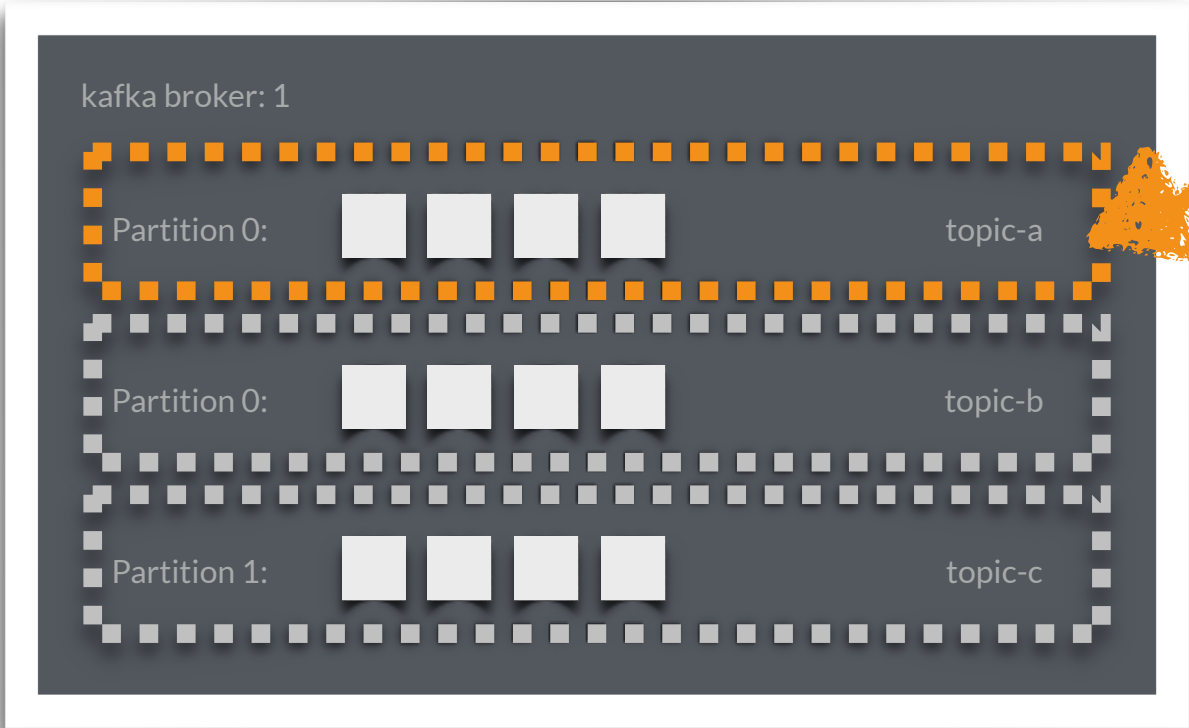 kafka broker: 1
Partition 0: topic-a
Partition 0: topic-b
Partition 1: topic-c